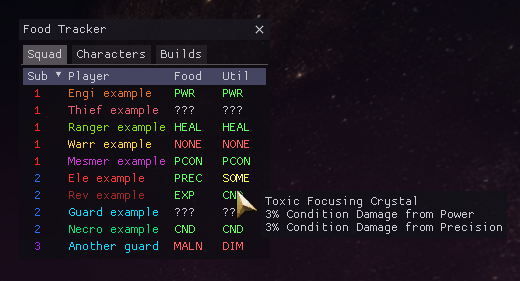 Food Tracker
Squad Characters Builds
Sub Player Food Util
1 Engi example PWR PWR
1 Thief example ??? ???
1 Ranger example HEAL HEAL
1 Warr example NONE NONE
1 Mesmer example PCON PCON
2 Ele example PREC SOME
2 Rev example EXP CND
2 Guard example ??? ???
2 Necro example CND CND
3 Another guard MALN DIM
Toxic Focusing Crystal
3% Condition Damage from Power
3% Condition Damage from Precision